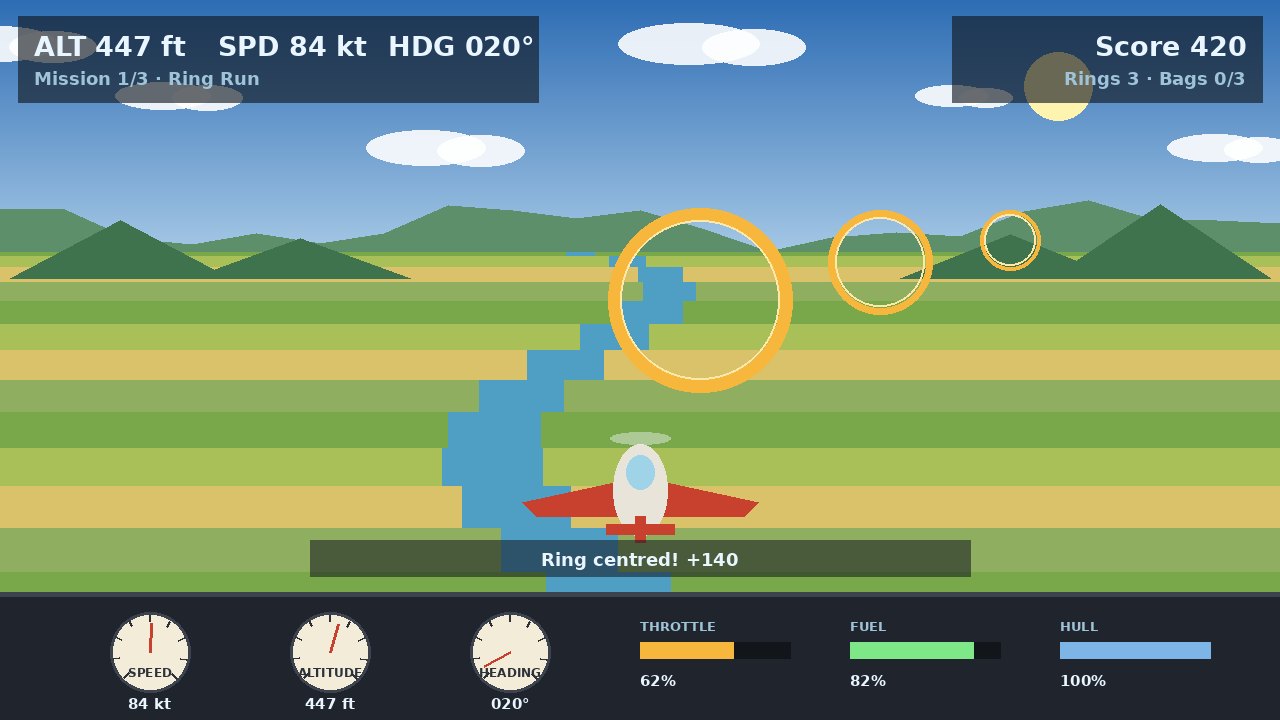 ALT 447 ft SPD 84 kt HDG 020°
Mission 1/3 · Ring Run
Score 420
Rings 3 · Bags 0/3
Ring centred! +140
SPEED
84 kt
ALTITUDE
447 ft
HEADING
020°
THROTTLE
62%
FUEL
82%
HULL
100%